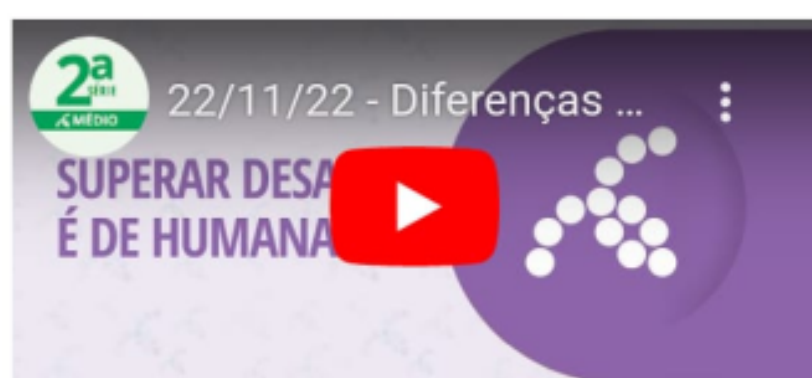 2ª
SÉRIE
MÉDIO
22/11/22 - Diferenças ...
SUPERAR DESA
É DE HUMANA